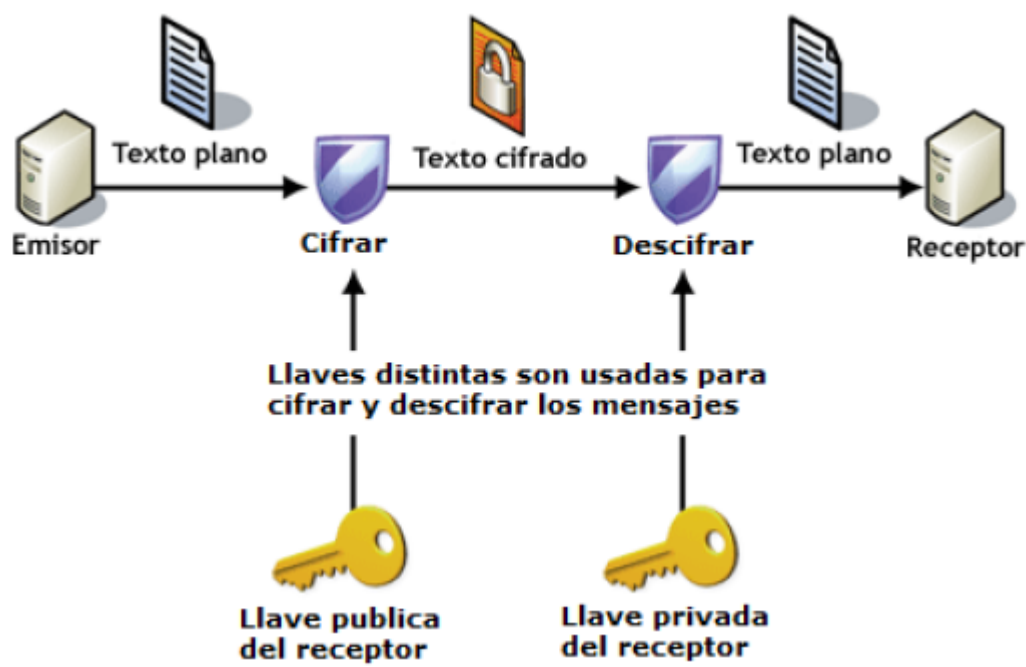 Texto plano
Texto cifrado
Texto plano
Emisor
Cifrar
Descifrar
Receptor
Llaves distintas son usadas para
cifrar y descifrar los mensajes
Llave publica
del receptor
Llave privada
del receptor